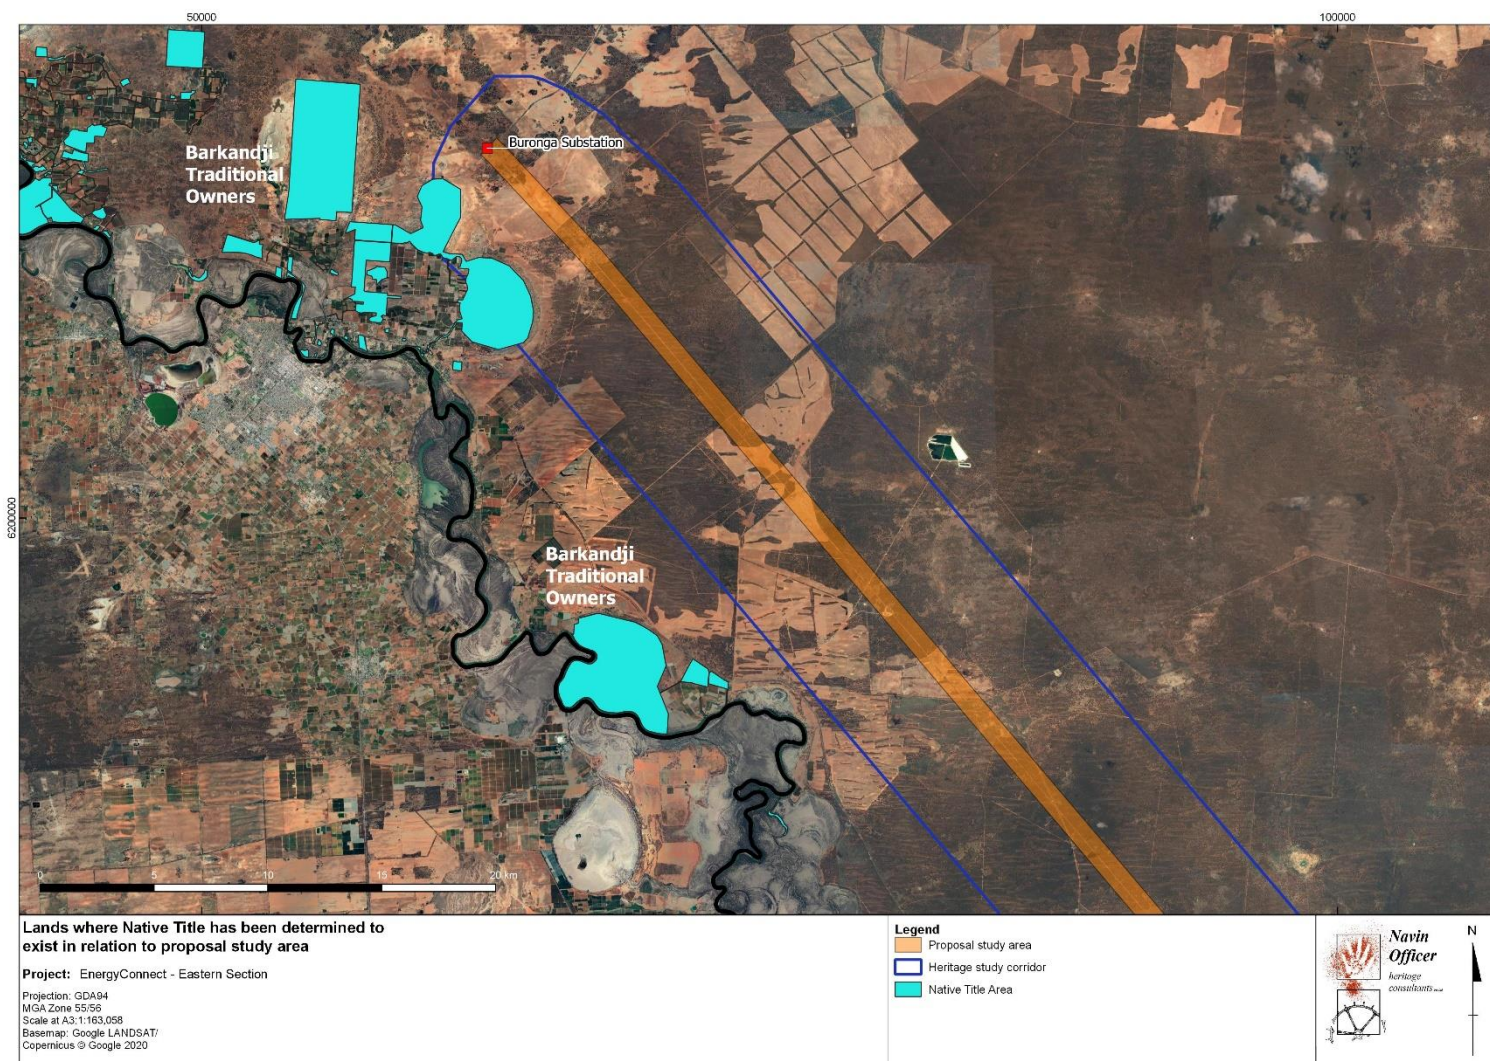 50000
100000
Buronga Substation
Barkandji
Traditional
Owners
6200000
Barkandji
Traditional
Owners
0
5
10
15
20 km
Lands where Native Title has been determined to
exist in relation to proposal study area
Project: EnergyConnect - Eastern Section
Projection: GDA94
MGA Zone 55/56
Scale at A3:1:163,058
Basemap: Google LANDSAT/
Copernicus © Google 2020
Legend
Proposal study area
Heritage study corridor
Native Title Area
Navin
Officer
heritage
consultants
N